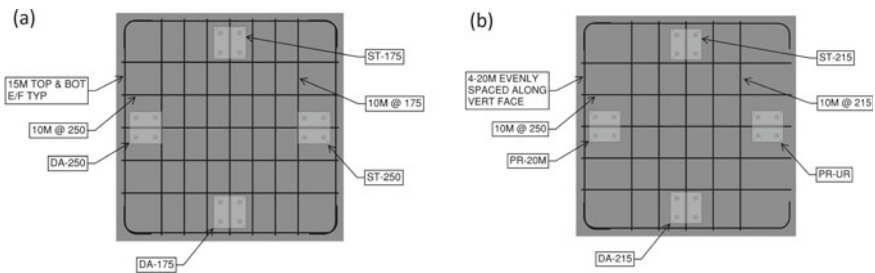 (a)
ST-175
15M TOP & BOT
E/F TYP
10M @ 175
10M @ 250
DA-250
ST-250
DA-175
(b)
ST-215
4-20M EVENLY
SPACED ALONG
VERT FACE
10M @ 215
10M @ 250
PR-20M
PR-UR
DA-215